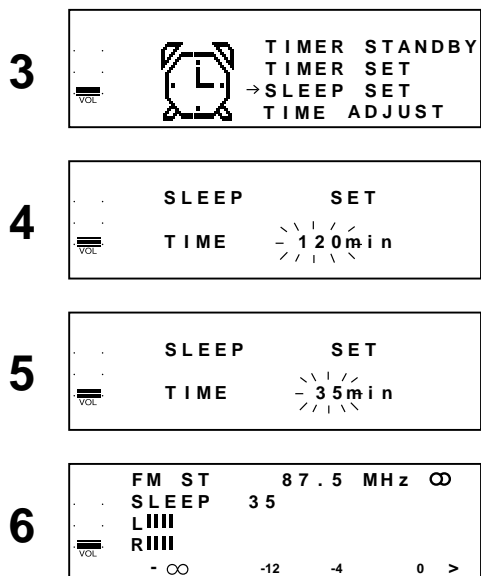 3
TIMER STANDBY
TIMER SET
→SLEEP SET
TIME ADJUST
VOL
4
SLEEP SET
TIME 120min
VOL
5
SLEEP SET
TIME 35min
VOL
6
FM ST 87.5 MHz
SLEEP 35
L
R
VOL
- ∞ -12 -4 0 >